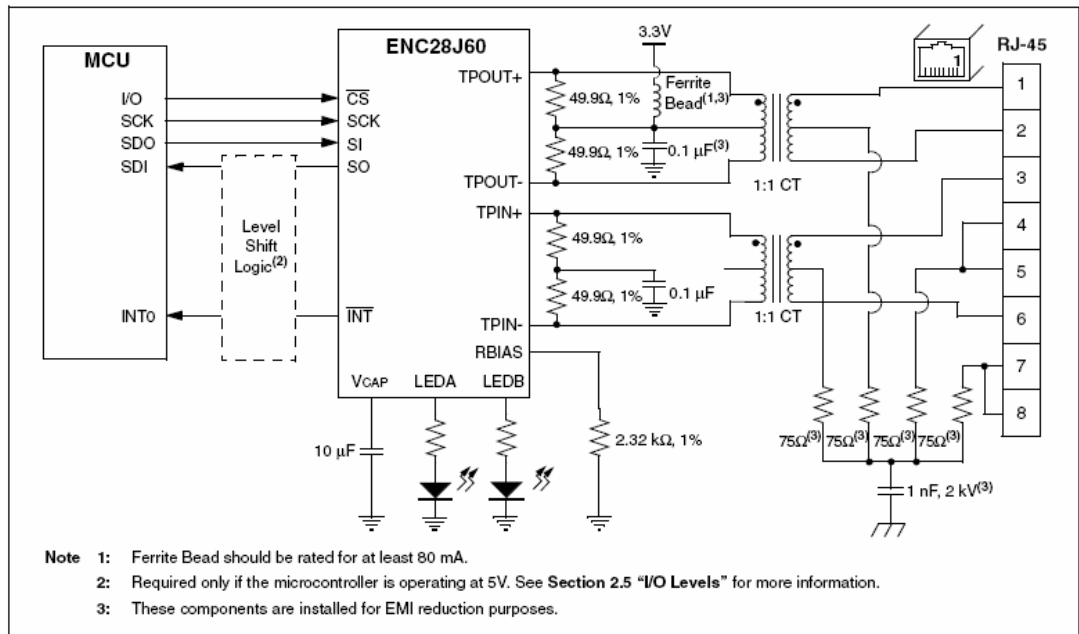 MCU
I/O
SCK
SDO
SDI
INT0
Level
Shift
Logic(2)
ENC28J60
CS
SCK
SI
SO
INT
VCAP
LEDA
LEDB
TPOUT+
TPOUT-
TPIN+
TPIN-
RBIAS
10 µF
3.3V
Ferrite
Bead(1,3)
49.9Ω, 1%
49.9Ω, 1%
0.1 µF(3)
1:1 CT
49.9Ω, 1%
49.9Ω, 1%
0.1 µF
1:1 CT
2.32 kΩ, 1%
1
RJ-45
1
2
3
4
5
6
7
8
75Ω(3)
75Ω(3)
75Ω(3)
75Ω(3)
1 nF, 2 kV(3)
Note 1: Ferrite Bead should be rated for at least 80 mA.
2: Required only if the microcontroller is operating at 5V. See Section 2.5 “I/O Levels” for more information.
3: These components are installed for EMI reduction purposes.